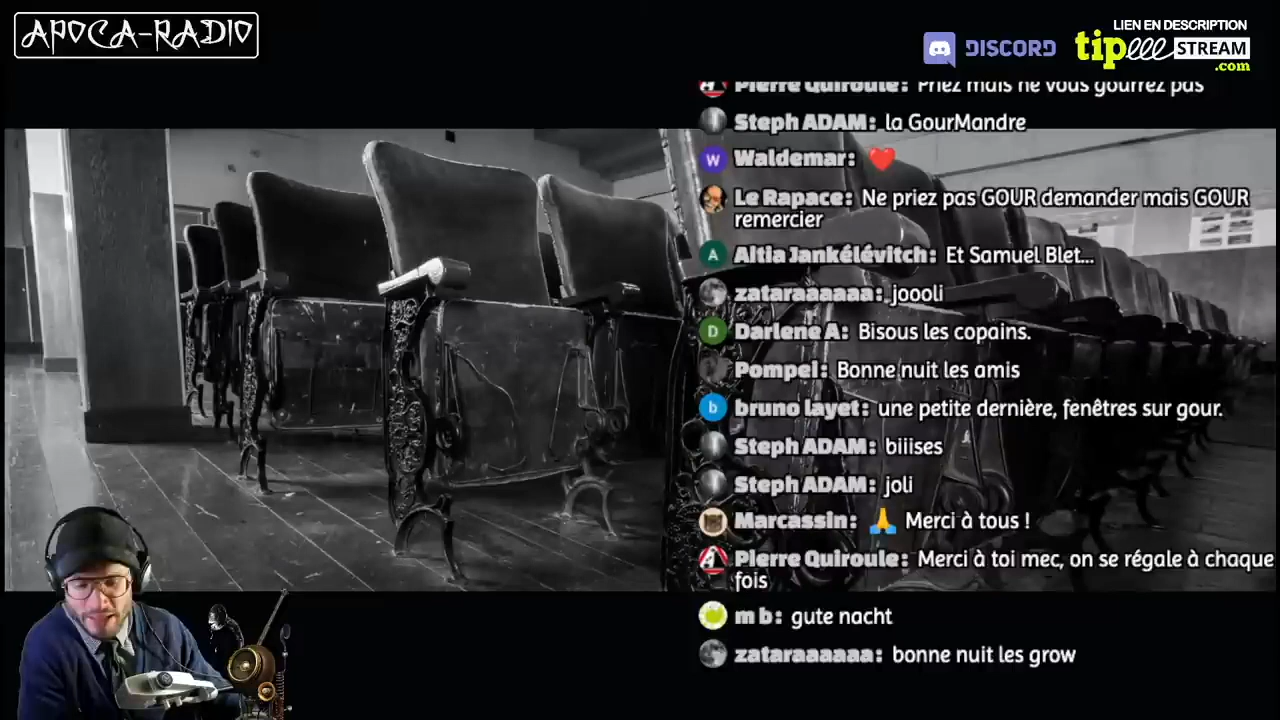 APOCA-RADIO
LIEN EN DESCRIPTION
DISCORD
tipeee STREAM
.com
Pierre Quiroule: Priez mais ne vous gourrez pas
Steph ADAM: la GourMandre
W Waldemar: ❤️
Le Rapace: Ne priez pas GOUR demander mais GOUR
remercier
A Altia Jankélévitch: Et Samuel Blet...
zataraaaaaa: joooli
D Darlene A: Bisous les copains.
Pompei: Bonne nuit les amis
b bruno layet: une petite dernière, fenêtres sur gour.
Steph ADAM: biiises
Steph ADAM: joli
Marcassin: 🙏 Merci à tous !
Pierre Quiroule: Merci à toi mec, on se régale à chaque
fois
m b: gute nacht
zataraaaaaa: bonne nuit les grow